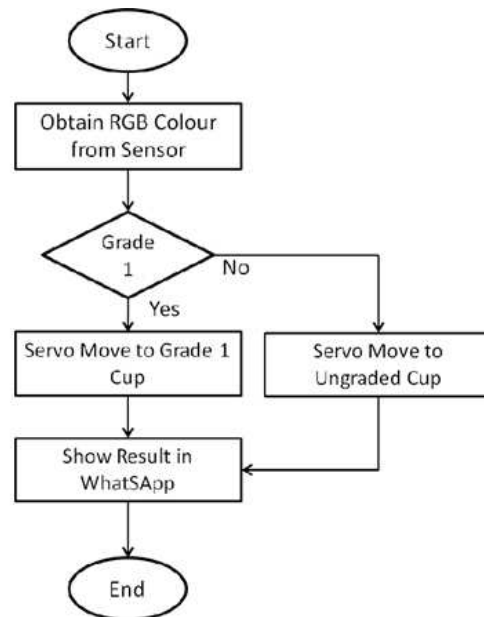 Start
Obtain RGB Colour
from Sensor
Grade
1
No
Yes
Servo Move to Grade 1
Cup
Servo Move to
Ungraded Cup
Show Result in
WhatSApp
End